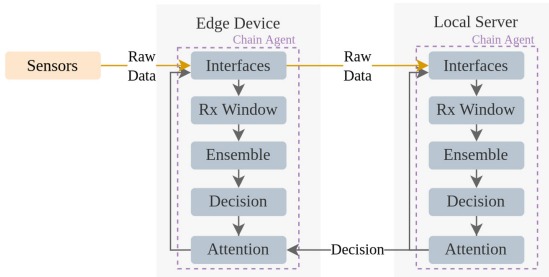 Edge Device
Chain Agent
Sensors
Raw
Data
Interfaces
Rx Window
Ensemble
Decision
Attention
Raw
Data
Local Server
Chain Agent
Interfaces
Rx Window
Ensemble
Decision
Attention
Decision